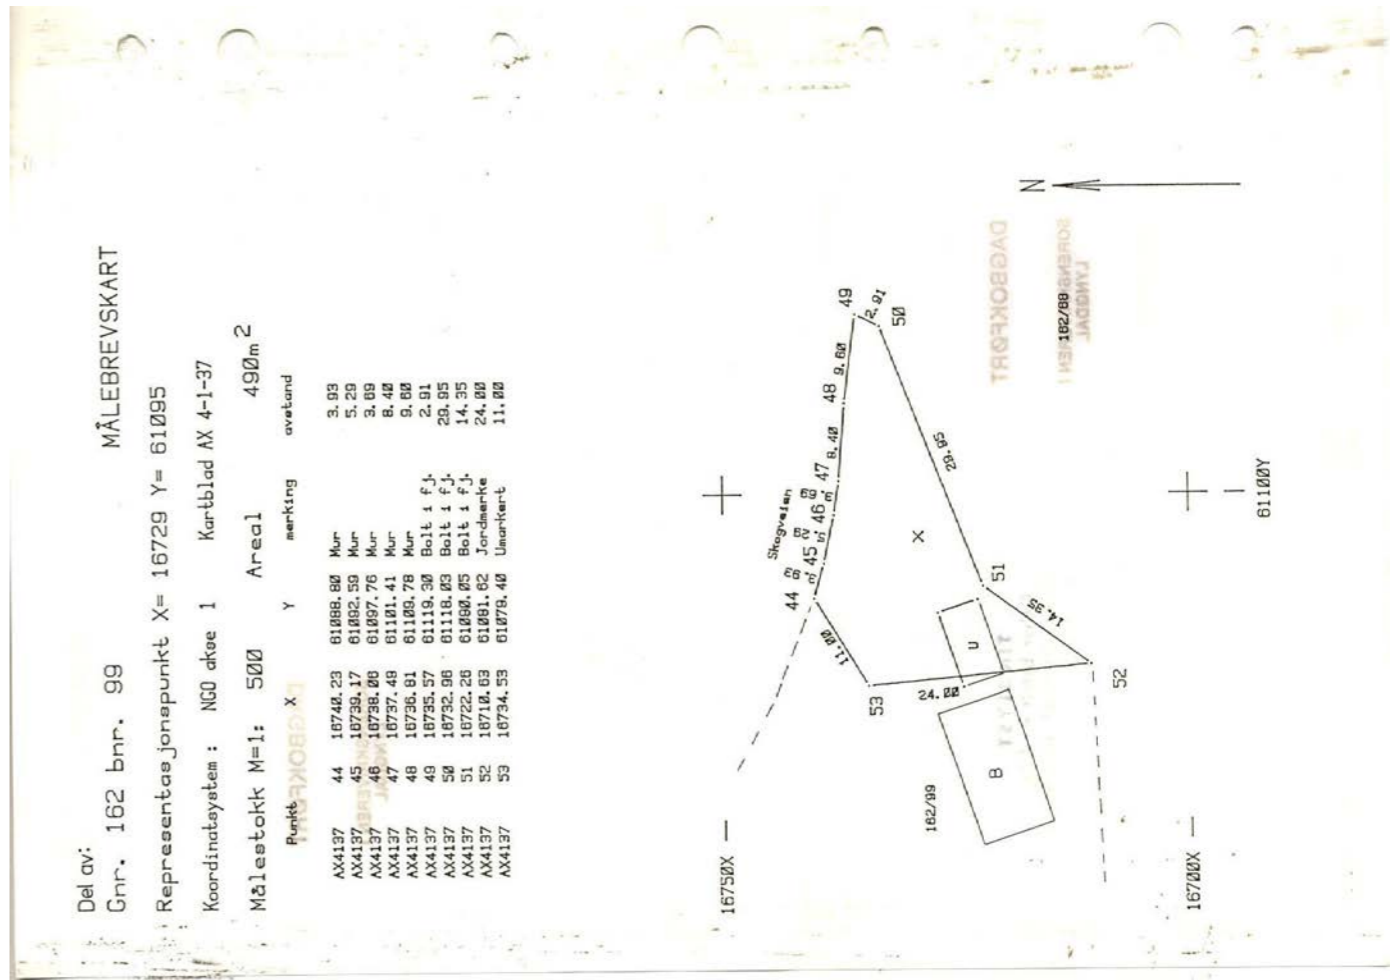 Del av:
Gnr. 162 bnr. 99 MÅLEBREVSKART
Representasjonspunkt X= 16729 Y= 61095
Koordinatsystem : NGO akse 1 Kartblad AX 4-1-37
Målestokk M=1: 500 Areal 490m2
Punkt X Y merking avstand
AX4137 44 16740.23 61088.80 Mur 3.93
AX4137 45 16739.17 61092.59 Mur 5.29
AX4137 46 16738.06 61097.76 Mur 3.69
AX4137 47 16737.49 61101.41 Mur 8.40
AX4137 48 16736.81 61109.78 Mur 9.60
AX4137 49 16735.57 61119.30 Bolt i fj. 2.91
AX4137 50 16732.96 61118.03 Bolt i fj. 29.95
AX4137 51 16722.26 61090.05 Bolt i fj. 14.35
AX4137 52 16710.63 61081.62 Jordmerke 24.00
AX4137 53 16734.53 61079.40 Umarkert 11.00
DAGBOKFØRT
16750X
Skogveien
44
3.93
45
5.29
46
3.69
47
8.40
48
9.60
49
2.91
50
11.00
53
24.00
X
29.95
51
14.35
U
B
162/99
52
N
DAGBOKFØRT
SORENSKRIVEREN I
LYNGDAL
162/88
16700X
61100Y